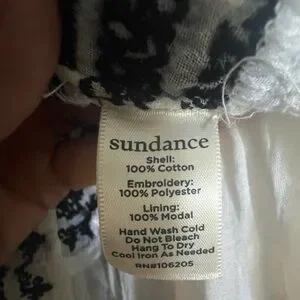 sundance
Shell:
100% Cotton
Embroidery:
100% Polyester
Lining:
100% Modal
Hand Wash Cold
Do Not Bleach
Hang To Dry
Cool Iron As Needed
RN#106205